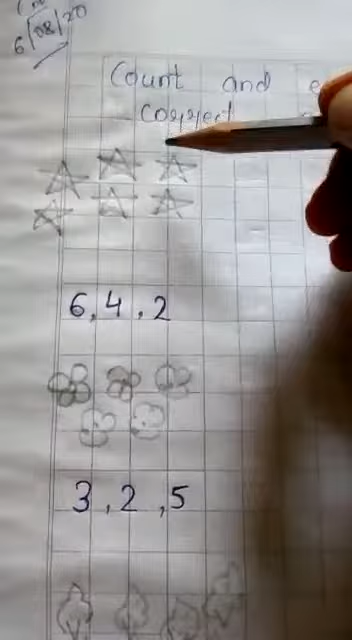 6/08/20
Count and
correct
6, 4, 2
3, 2, 5